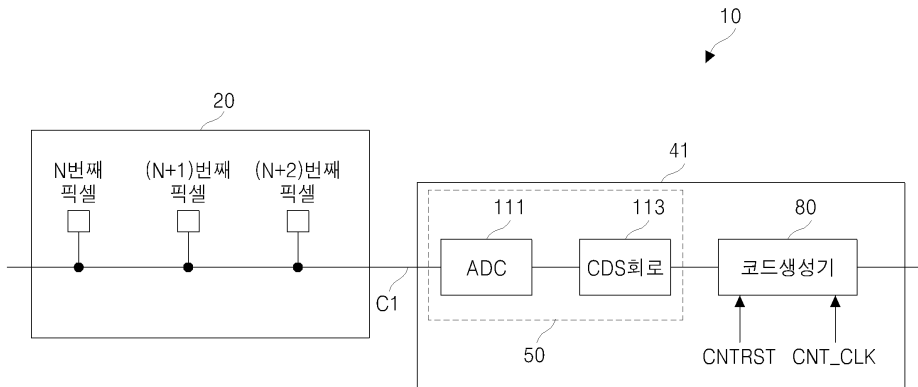 10
20
N번째
픽셀
(N+1)번째
픽셀
(N+2)번째
픽셀
41
111
113
80
ADC
CDS회로
코드생성기
C1
50
CNTRST
CNT_CLK